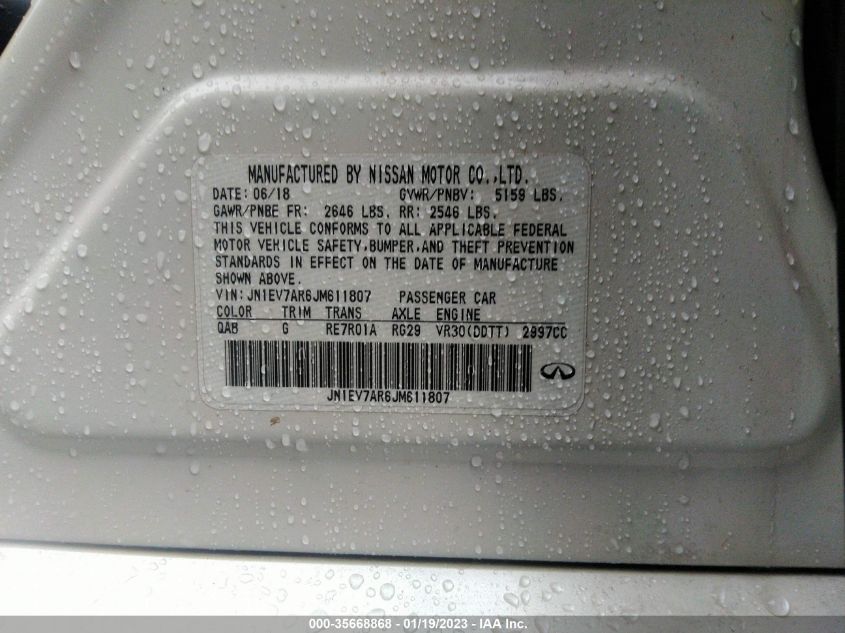 MANUFACTURED BY NISSAN MOTOR CO.,LTD.
DATE: 06/18 GVWR/PNBV: 5159 LBS.
GAWR/PNBE FR: 2646 LBS. RR: 2546 LBS.
THIS VEHICLE CONFORMS TO ALL APPLICABLE FEDERAL
MOTOR VEHICLE SAFETY,BUMPER,AND THEFT PREVENTION
STANDARDS IN EFFECT ON THE DATE OF MANUFACTURE
SHOWN ABOVE.
VIN:JN1EV7AR6JM611807 PASSENGER CAR
COLOR TRIM TRANS AXLE ENGINE
QAB G RE7R01A RG29 VR30(DDTT) 2997CC
JN1EV7AR6JM611807
000-35668868 - 01/19/2023 - IAA Inc.